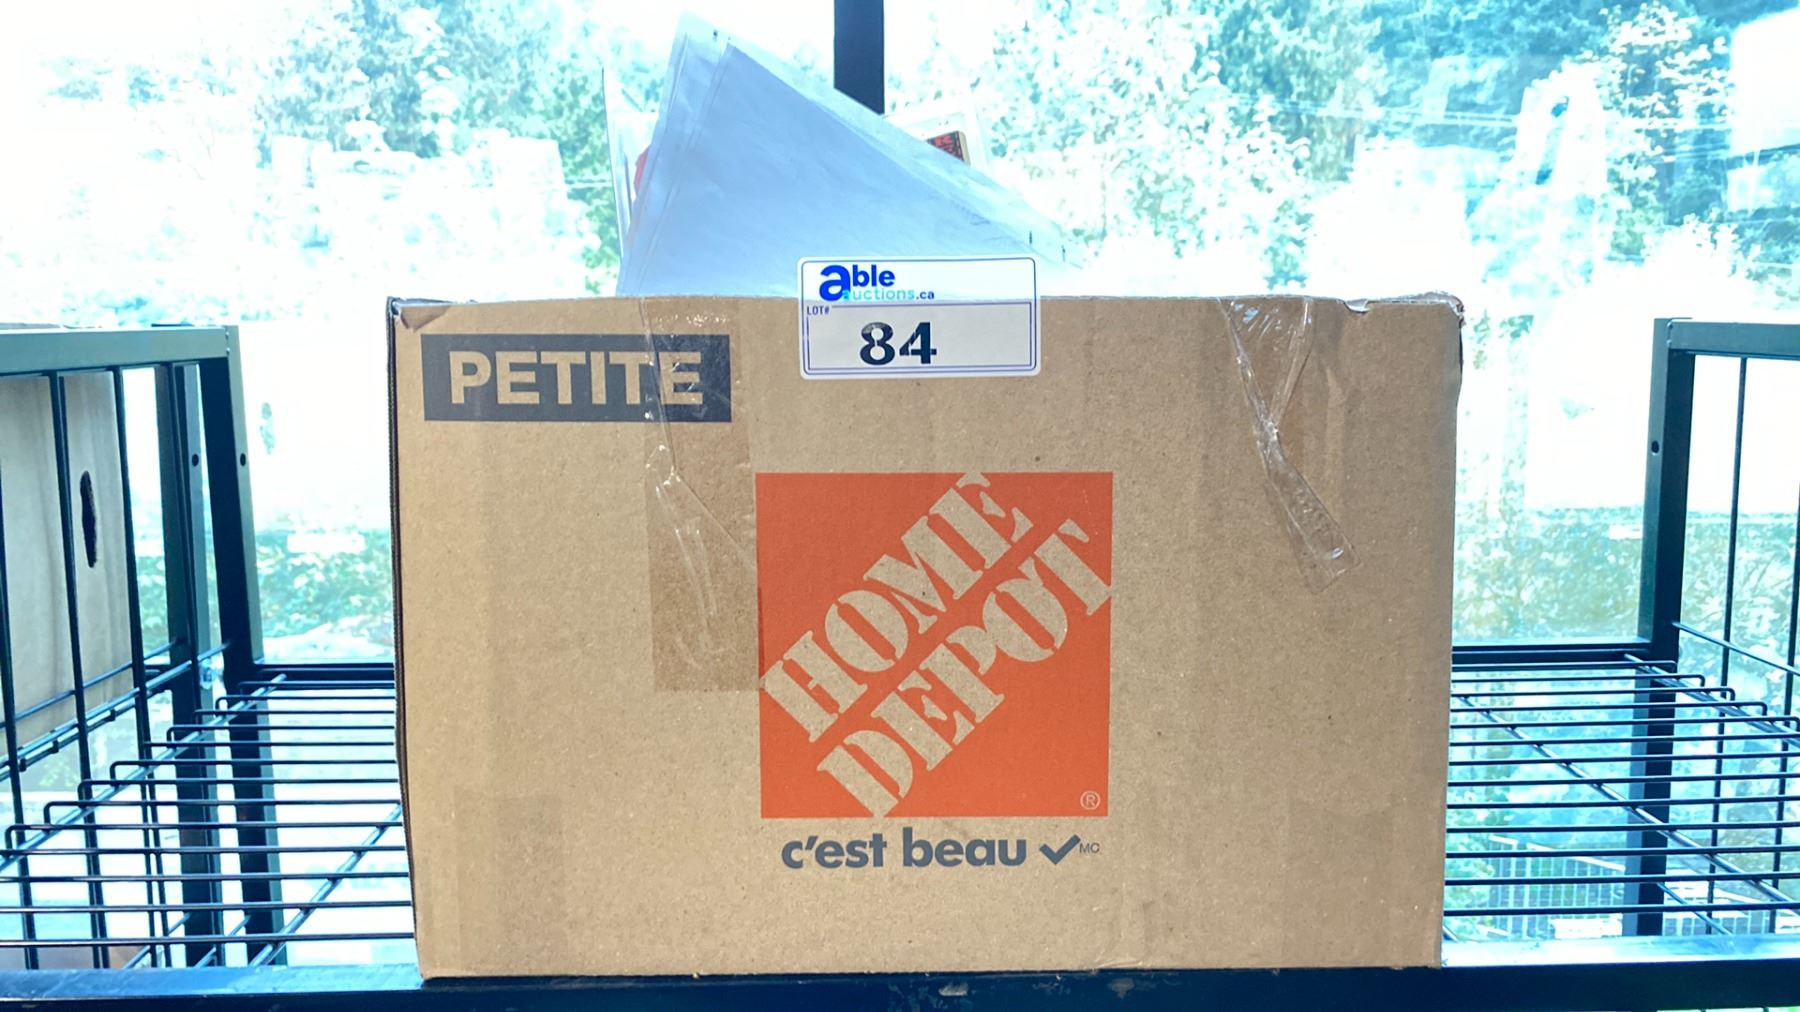 able
auctions.ca
LOT#
84
PETITE
HOME
DEPOT
®
c'est beau ✓MC